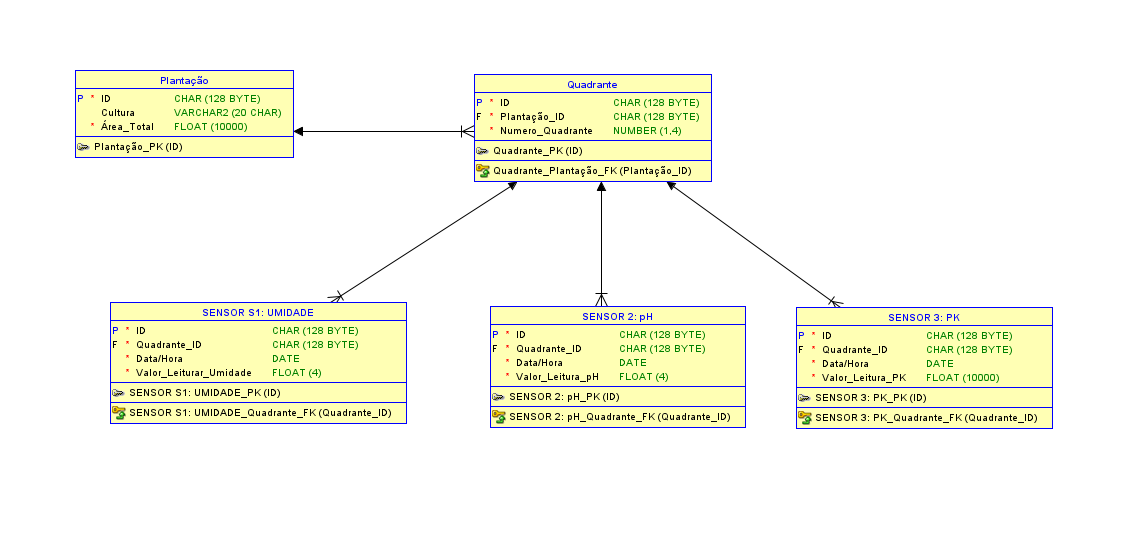 Plantação
P * ID CHAR (128 BYTE)
Cultura VARCHAR2 (20 CHAR)
* Área_Total FLOAT (10000)
Plantação_PK (ID)
Quadrante
P * ID CHAR (128 BYTE)
F * Plantação_ID CHAR (128 BYTE)
* Numero_Quadrante NUMBER (1,4)
Quadrante_PK (ID)
Quadrante_Plantação_FK (Plantação_ID)
SENSOR S1: UMIDADE
P * ID CHAR (128 BYTE)
F * Quadrante_ID CHAR (128 BYTE)
* Data/Hora DATE
* Valor_Leiturar_Umidade FLOAT (4)
SENSOR S1: UMIDADE_PK (ID)
SENSOR S1: UMIDADE_Quadrante_FK (Quadrante_ID)
SENSOR 2: pH
P * ID CHAR (128 BYTE)
F * Quadrante_ID CHAR (128 BYTE)
* Data/Hora DATE
* Valor_Leitura_pH FLOAT (4)
SENSOR 2: pH_PK (ID)
SENSOR 2: pH_Quadrante_FK (Quadrante_ID)
SENSOR 3: PK
P * ID CHAR (128 BYTE)
F * Quadrante_ID CHAR (128 BYTE)
* Data/Hora DATE
* Valor_Leitura_PK FLOAT (10000)
SENSOR 3: PK_PK (ID)
SENSOR 3: PK_Quadrante_FK (Quadrante_ID)